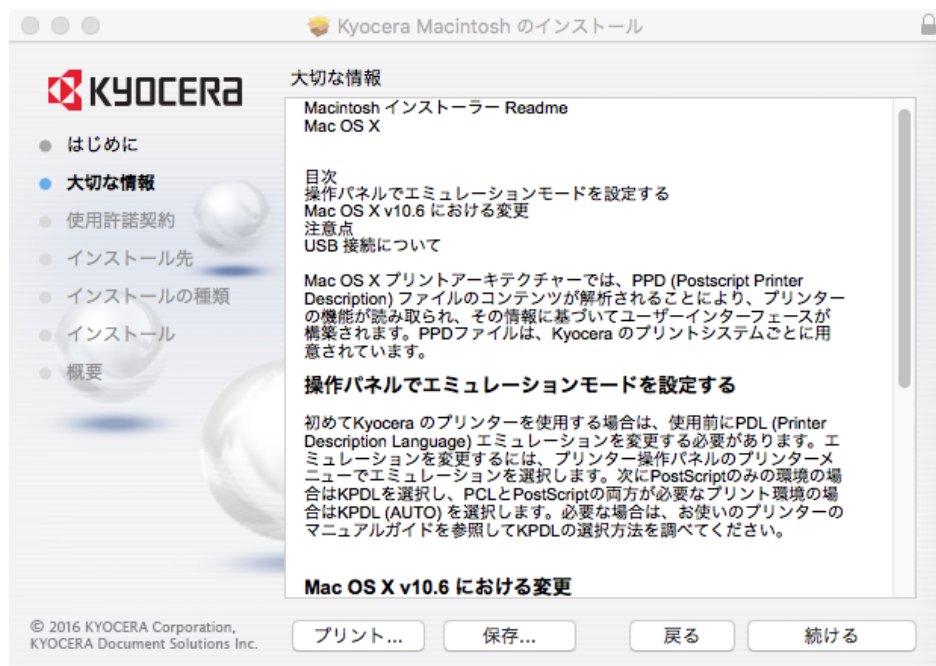 Kyocera Macintosh のインストール
KYOCERA
はじめに
大切な情報
使用許諾契約
インストール先
インストールの種類
インストール
概要
© 2016 KYOCERA Corporation,
KYOCERA Document Solutions Inc.
大切な情報
Macintosh インストーラー Readme
Mac OS X
目次
操作パネルでエミュレーションモードを設定する
Mac OS X v10.6 における変更
注意点
USB 接続について
Mac OS X プリントアーキテクチャーでは、PPD (Postscript Printer
Description) ファイルのコンテンツが解析されることにより、プリンター
の機能が読み取られ、その情報に基づいてユーザーインターフェースが
構築されます。PPDファイルは、Kyocera のプリントシステムごとに用
意されています。
操作パネルでエミュレーションモードを設定する
初めてKyocera のプリンターを使用する場合は、使用前にPDL (Printer
Description Language) エミュレーションを変更する必要があります。エ
ミュレーションを変更するには、プリンター操作パネルのプリンターメ
ニューでエミュレーションを選択します。次にPostScriptのみの環境の場
合はKPDLを選択し、PCLとPostScriptの両方が必要なプリント環境の場
合はKPDL (AUTO) を選択します。必要な場合は、お使いのプリンターの
マニュアルガイドを参照してKPDLの選択方法を調べてください。
Mac OS X v10.6 における変更
プリント...
保存...
戻る
続ける